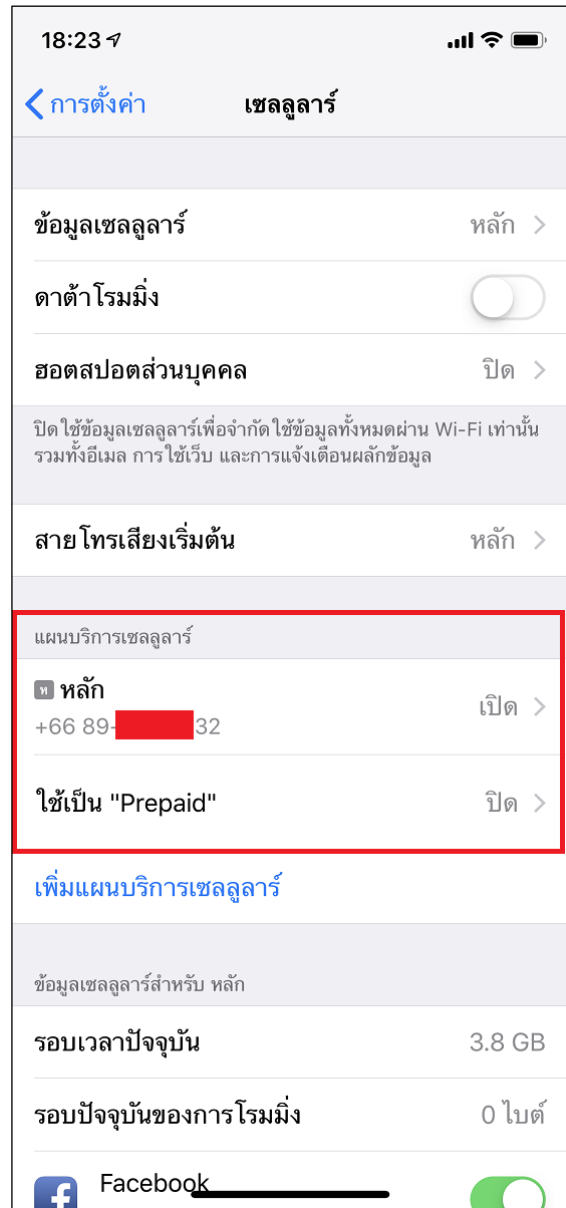 18:23
การตั้งค่า
เซลลูลาร์
ข้อมูลเซลลูลาร์
หลัก
ดาต้าโรมมิ่ง
ฮอตสปอตส่วนบุคคล
ปิด
ปิดใช้ข้อมูลเซลลูลาร์เพื่อจำกัดใช้ข้อมูลทั้งหมดผ่าน Wi-Fi เท่านั้น
รวมทั้งอีเมล การใช้เว็บ และการแจ้งเตือนผลักข้อมูล
สายโทรเสียงเริ่มต้น
หลัก
แผนบริการเซลลูลาร์
ห หลัก
+66 89- 32
เปิด
ใช้เป็น "Prepaid"
ปิด
เพิ่มแผนบริการเซลลูลาร์
ข้อมูลเซลลูลาร์สำหรับ หลัก
รอบเวลาปัจจุบัน
3.8 GB
รอบปัจจุบันของการโรมมิ่ง
0 ไบต์
Facebook